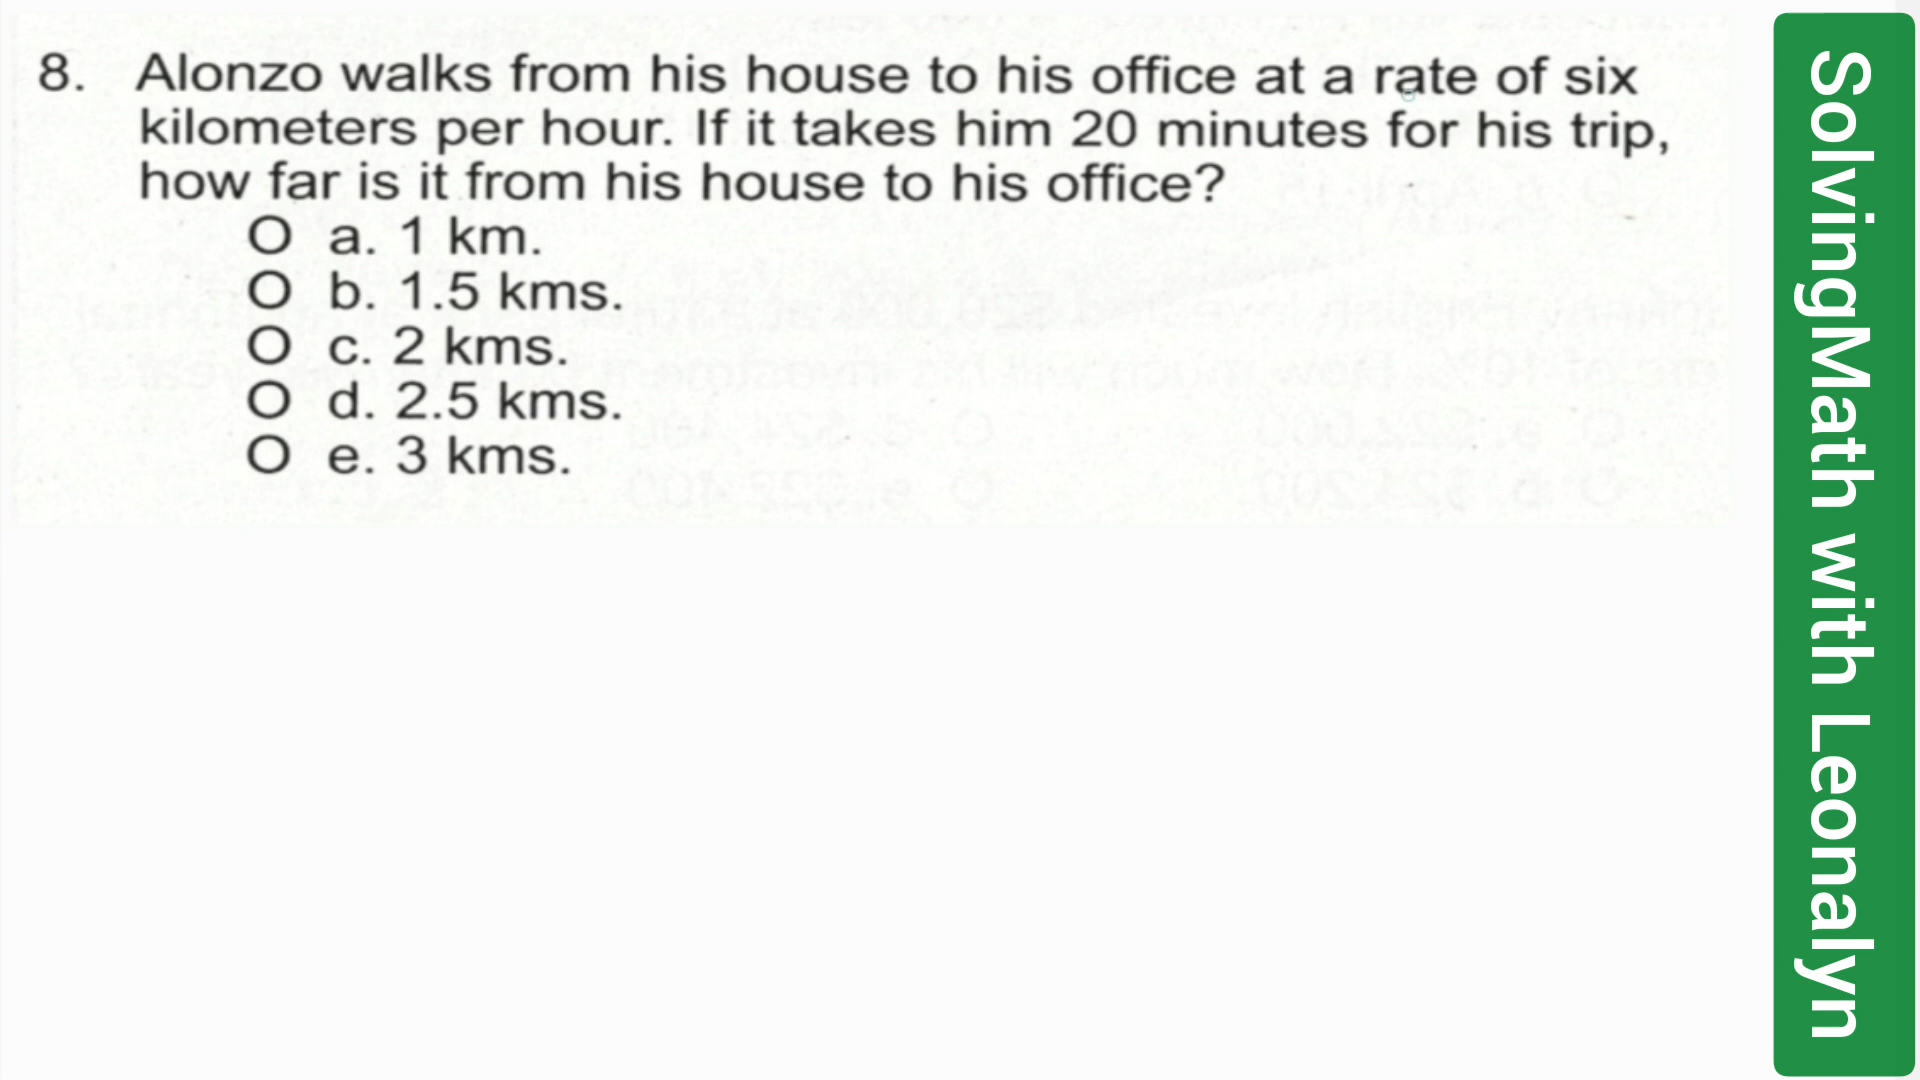 8. Alonzo walks from his house to his office at a rate of six
kilometers per hour. If it takes him 20 minutes for his trip,
how far is it from his house to his office?
O a. 1 km.
O b. 1.5 kms.
O c. 2 kms.
O d. 2.5 kms.
O e. 3 kms.
SolvingMath with Leonalyn